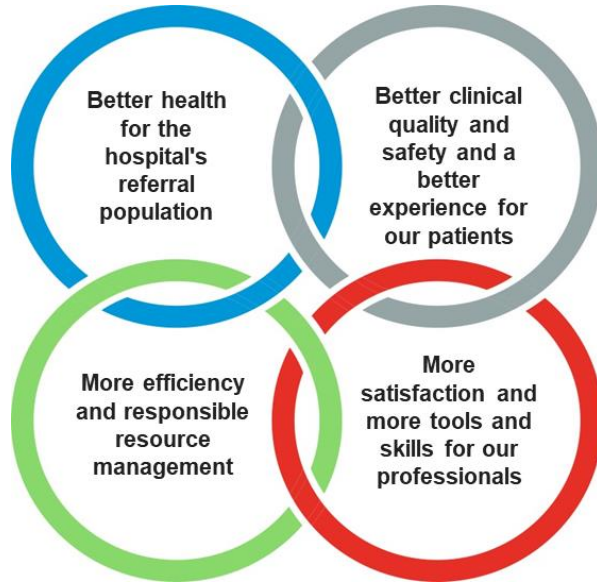 Better health
for the
hospital's
referral
population
Better clinical
quality and
safety and a
better
experience for
our patients
More efficiency
and responsible
resource
management
More
satisfaction and
more tools and
skills for our
professionals